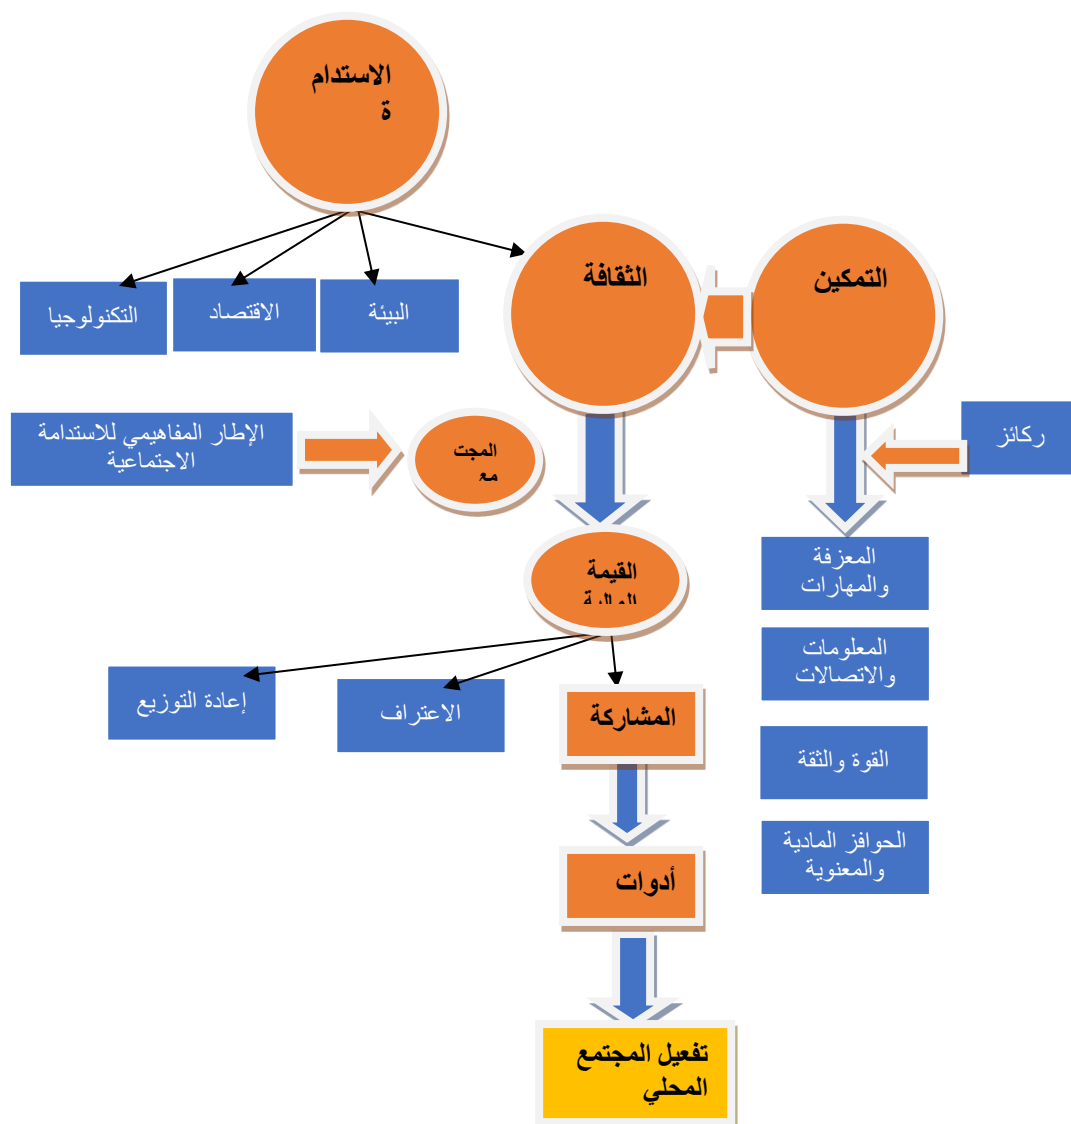 الاستدام
ة
التمكين
الثقافة
البيئة
الاقتصاد
التكنولوجيا
ركائز
المجت
مع
الإطار المفاهيمي للاستدامة
الاجتماعية
القيمة
المعزفة
والمهارات
المعلومات
والاتصالات
المشاركة
الاعتراف
إعادة التوزيع
القوة والثقة
الحوافز المادية
والمعنوية
أدوات
تفعيل المجتمع
المحلي